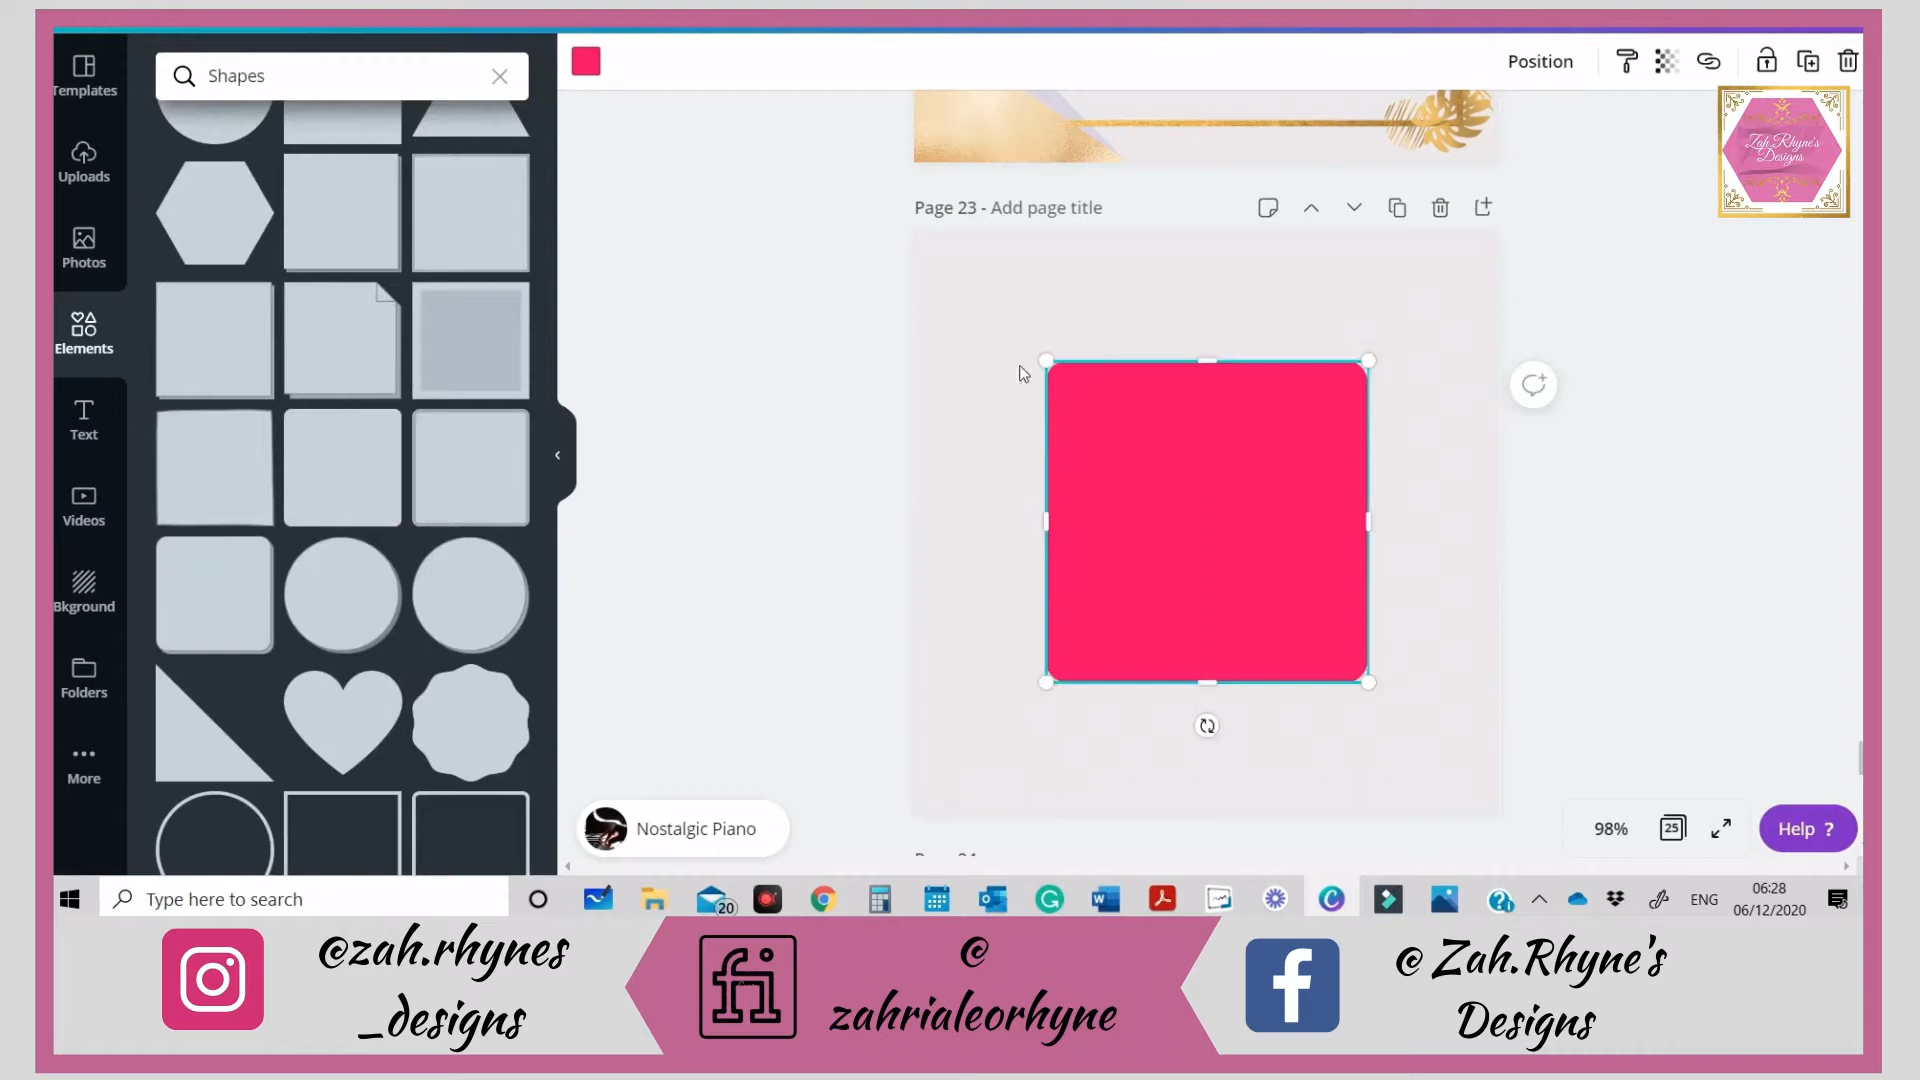 Templates
Uploads
Photos
Elements
Text
Videos
Bkground
Folders
More
Shapes
Position
Zah.Rhyne's
Designs
Page 23 - Add page title
Nostalgic Piano
98%
25
Help ?
Type here to search
20
ENG
06:28
06/12/2020
@zah.rhynes
_designs
fi
@
zahrialeorhyne
@ Zah.Rhyne's
Designs